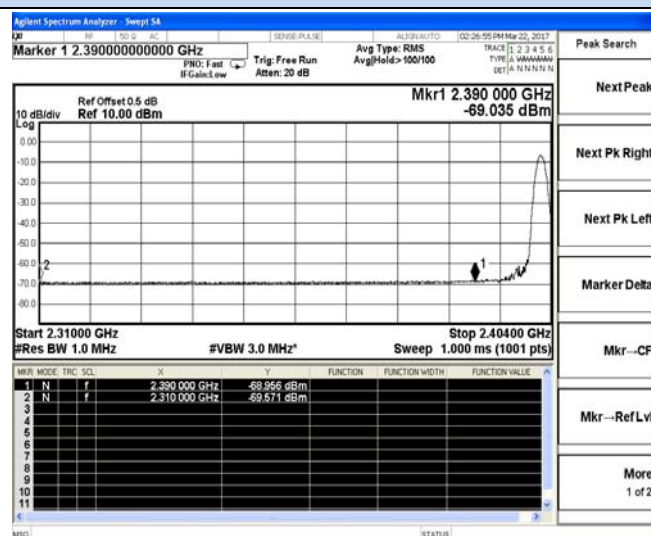 Agilent Spectrum Analyzer - Swept SA
RF 50 Ω AC SENSE:PULSE ALIGNAUTO 02:26:55 PM Mar 22, 2017
Marker 1 2.390000000000 GHz
PNO: Fast Trig: Free Run
IFGain:Low Atten: 20 dB
Avg Type: RMS
Avg|Hold:>100/100
TRACE 1 2 3 4 5 6
TYPE A
DET A N N N N N
Peak Search
Next Peak
Next Pk Right
Next Pk Left
Marker Delta
Mkr→CF
Mkr→Ref Lvl
More
1 of 2
Ref Offset 0.5 dB
10 dB/div Ref 10.00 dBm
Log
Mkr1 2.390 000 GHz
-69.035 dBm
0.00
-10.0
-20.0
-30.0
-40.0
-50.0
-60.0
-70.0
-80.0
2
1
Start 2.31000 GHz Stop 2.40400 GHz
#Res BW 1.0 MHz #VBW 3.0 MHz* Sweep 1.000 ms (1001 pts)
MKR MODE TRC SCL X Y FUNCTION FUNCTION WIDTH FUNCTION VALUE
1 N f 2.390 000 GHz -68.956 dBm
2 N f 2.310 000 GHz -69.571 dBm
3
4
5
6
7
8
9
10
11
MSG STATUS